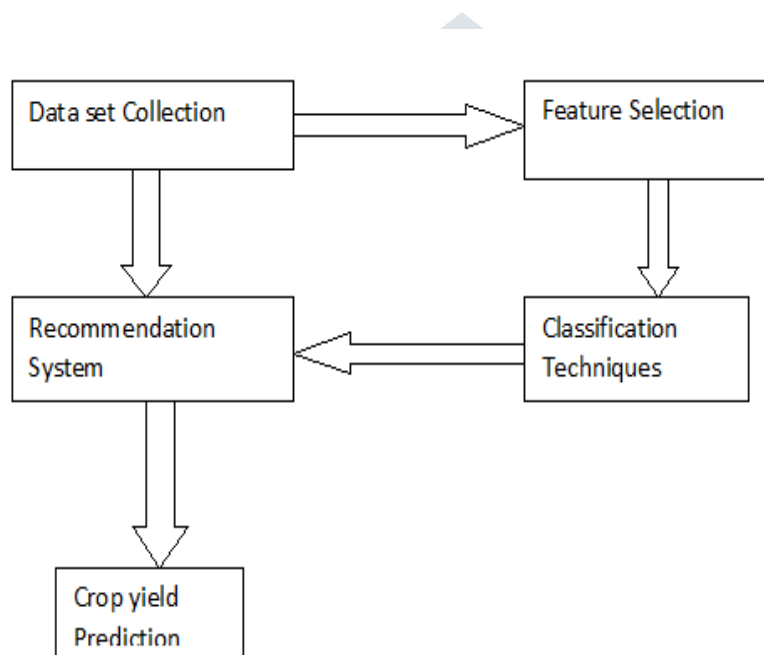 Data set Collection
Feature Selection
Recommendation
System
Classification
Techniques
Crop yield
Prediction